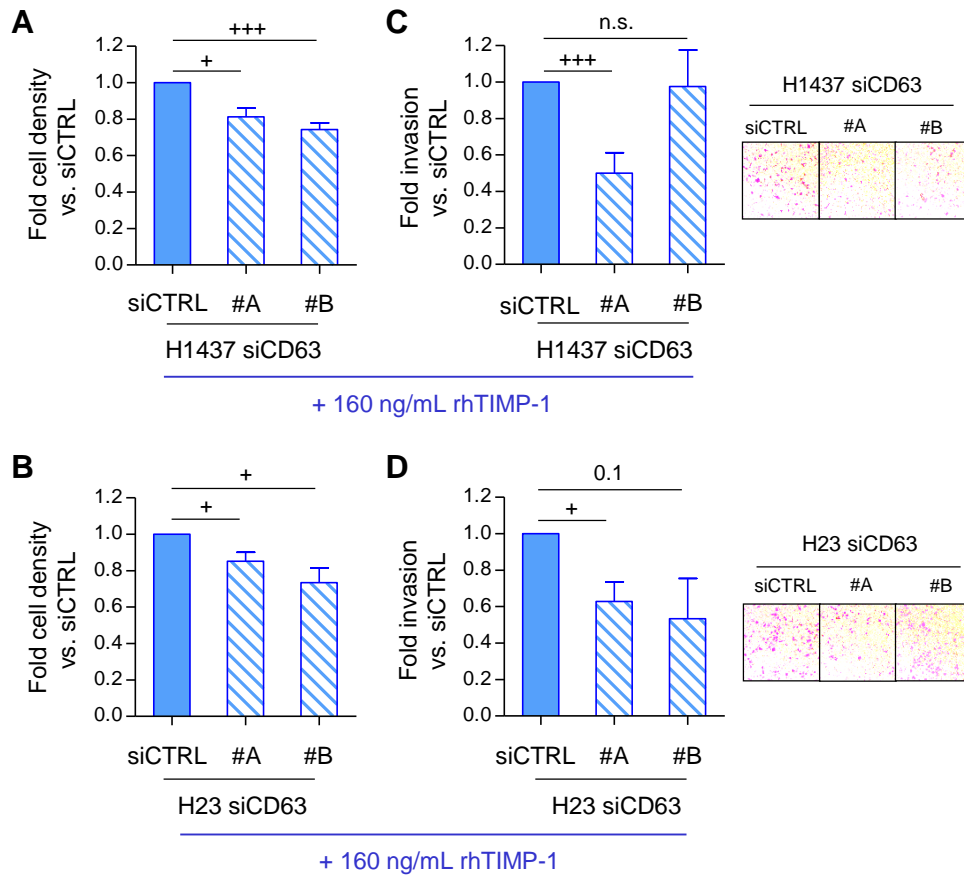 A
+++
+
1.2
1.0
0.8
0.6
0.4
0.2
0.0
Fold cell density
vs. siCTRL
siCTRL #A #B
H1437 siCD63
C
n.s.
+++
1.2
1.0
0.8
0.6
0.4
0.2
0.0
Fold invasion
vs. siCTRL
siCTRL #A #B
H1437 siCD63
H1437 siCD63
siCTRL #A #B
+ 160 ng/mL rhTIMP-1
B
+
+
1.2
1.0
0.8
0.6
0.4
0.2
0.0
Fold cell density
vs. siCTRL
siCTRL #A #B
H23 siCD63
D
0.1
+
1.2
1.0
0.8
0.6
0.4
0.2
0.0
Fold invasion
vs. siCTRL
siCTRL #A #B
H23 siCD63
H23 siCD63
siCTRL #A #B
+ 160 ng/mL rhTIMP-1